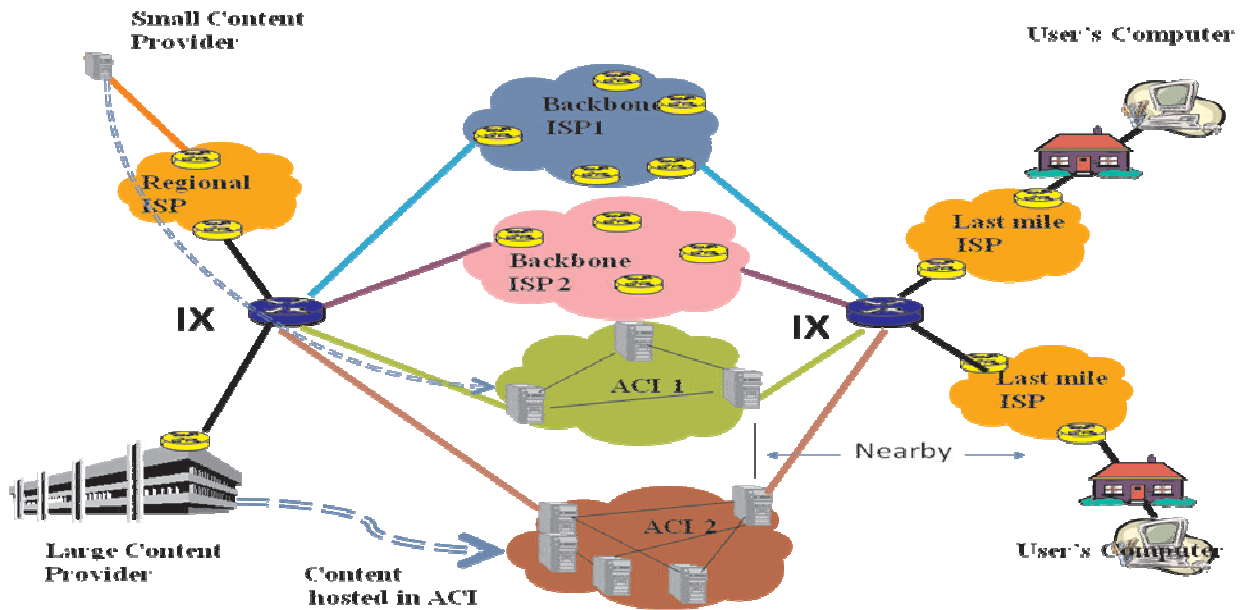 Small Content
Provider
User's Computer
Backbone
ISP1
Regional
ISP
Last mile
ISP
Backbone
ISP 2
IX
IX
ACI 1
Last mile
ISP
Nearby
ACI 2
Large Content
Provider
Content
hosted in ACI
User's Computer